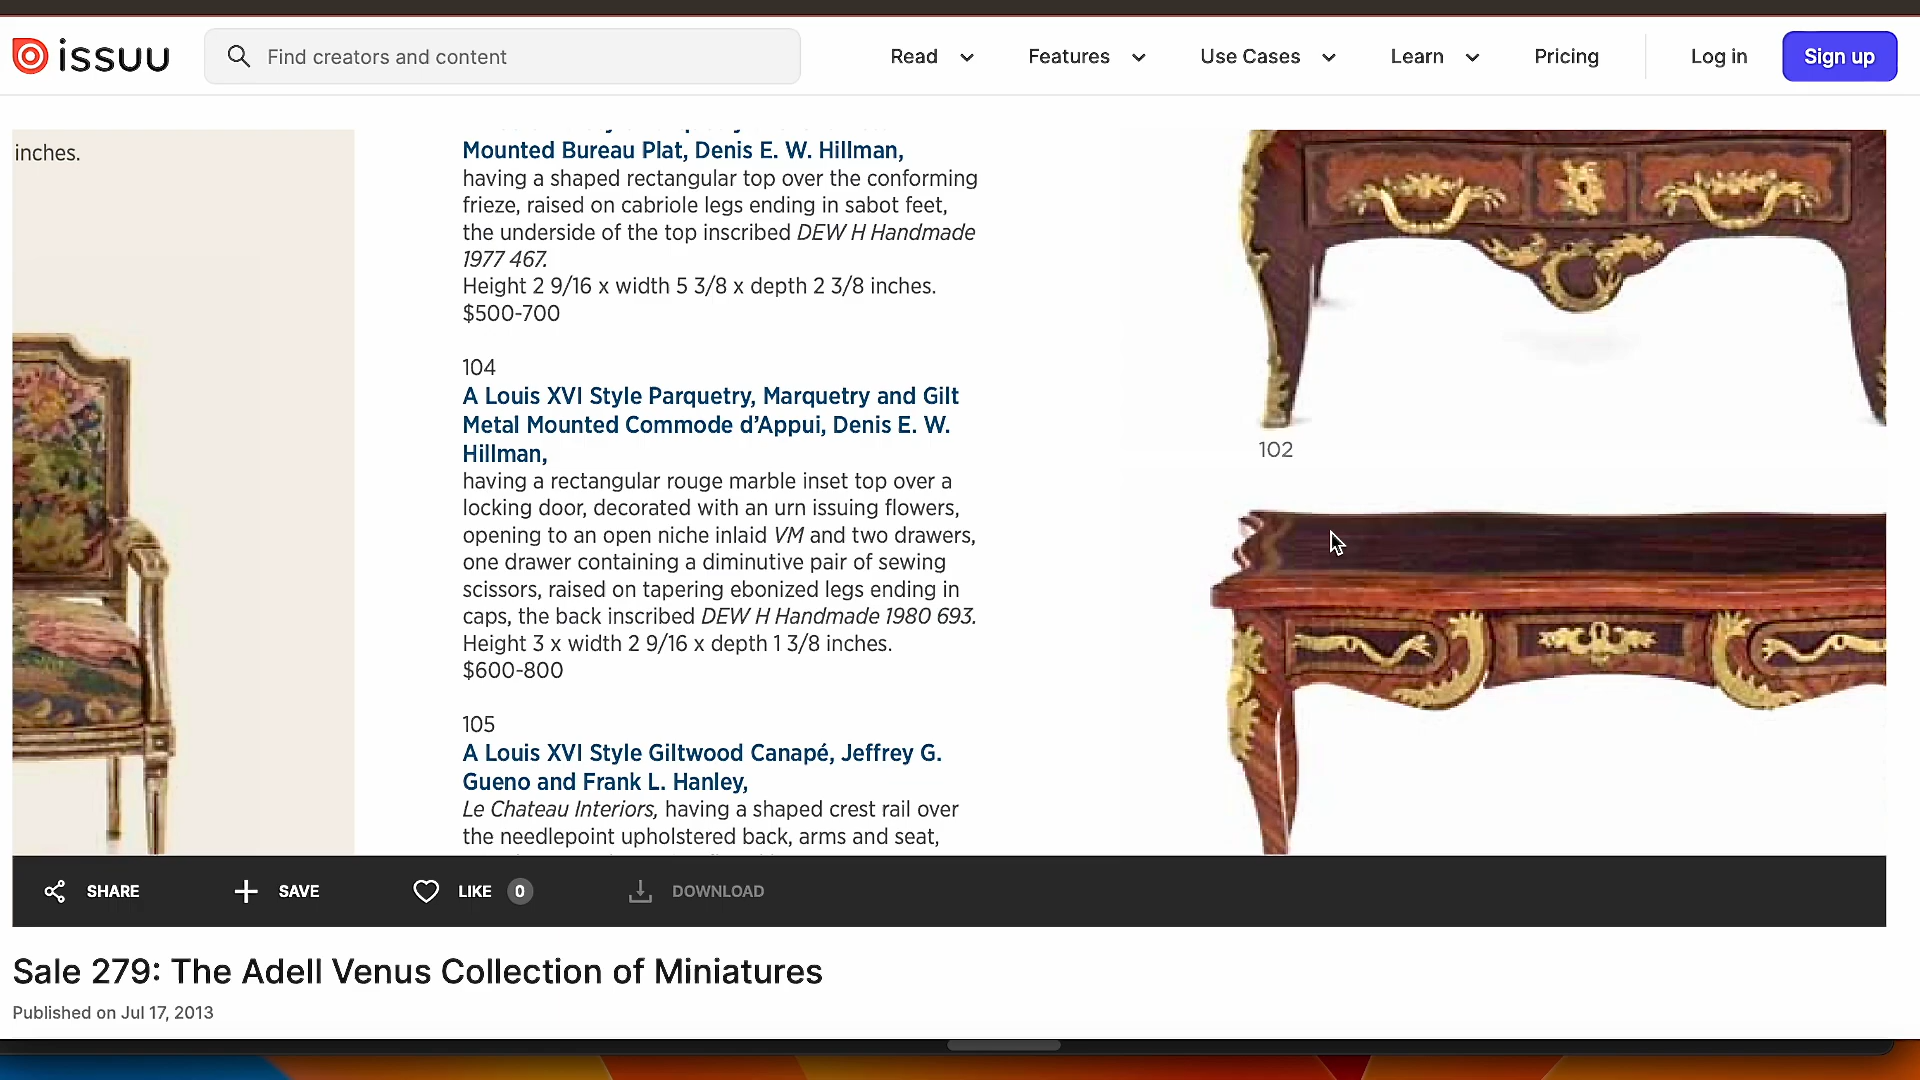 issuu
Find creators and content
Read
Features
Use Cases
Learn
Pricing
Log in
Sign up
inches.
Mounted Bureau Plat, Denis E. W. Hillman,
having a shaped rectangular top over the conforming
frieze, raised on cabriole legs ending in sabot feet,
the underside of the top inscribed DEW H Handmade
1977 467.
Height 2 9/16 x width 5 3/8 x depth 2 3/8 inches.
$500-700
104
A Louis XVI Style Parquetry, Marquetry and Gilt
Metal Mounted Commode d’Appui, Denis E. W.
Hillman,
having a rectangular rouge marble inset top over a
locking door, decorated with an urn issuing flowers,
opening to an open niche inlaid VM and two drawers,
one drawer containing a diminutive pair of sewing
scissors, raised on tapering ebonized legs ending in
caps, the back inscribed DEW H Handmade 1980 693.
Height 3 x width 2 9/16 x depth 1 3/8 inches.
$600-800
105
A Louis XVI Style Giltwood Canapé, Jeffrey G.
Gueno and Frank L. Hanley,
Le Chateau Interiors, having a shaped crest rail over
the needlepoint upholstered back, arms and seat,
102
SHARE
SAVE
LIKE 0
DOWNLOAD
Sale 279: The Adell Venus Collection of Miniatures
Published on Jul 17, 2013